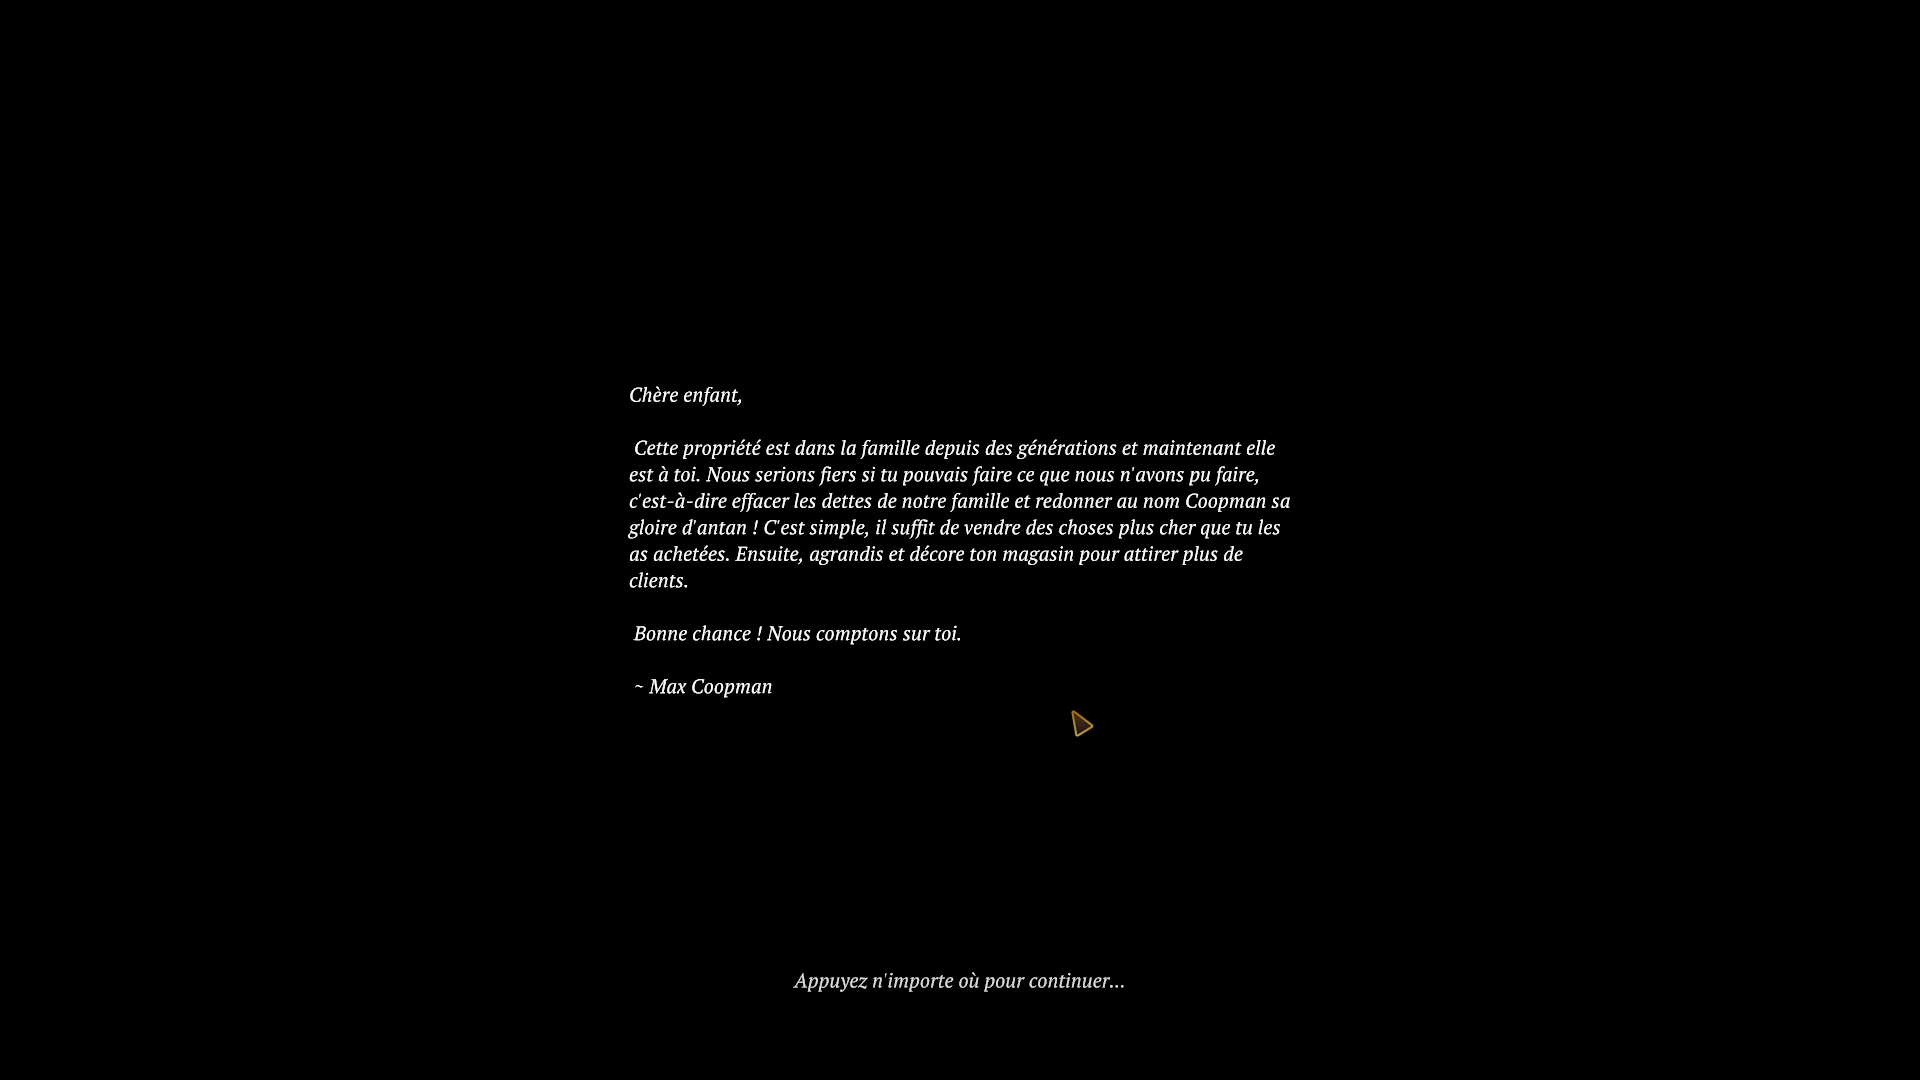 Chère enfant,
Cette propriété est dans la famille depuis des générations et maintenant elle
est à toi. Nous serions fiers si tu pouvais faire ce que nous n'avons pu faire,
c'est-à-dire effacer les dettes de notre famille et redonner au nom Coopman sa
gloire d'antan ! C'est simple, il suffit de vendre des choses plus cher que tu les
as achetées. Ensuite, agrandis et décore ton magasin pour attirer plus de
clients.
Bonne chance ! Nous comptons sur toi.
~ Max Coopman
Appuyez n'importe où pour continuer...